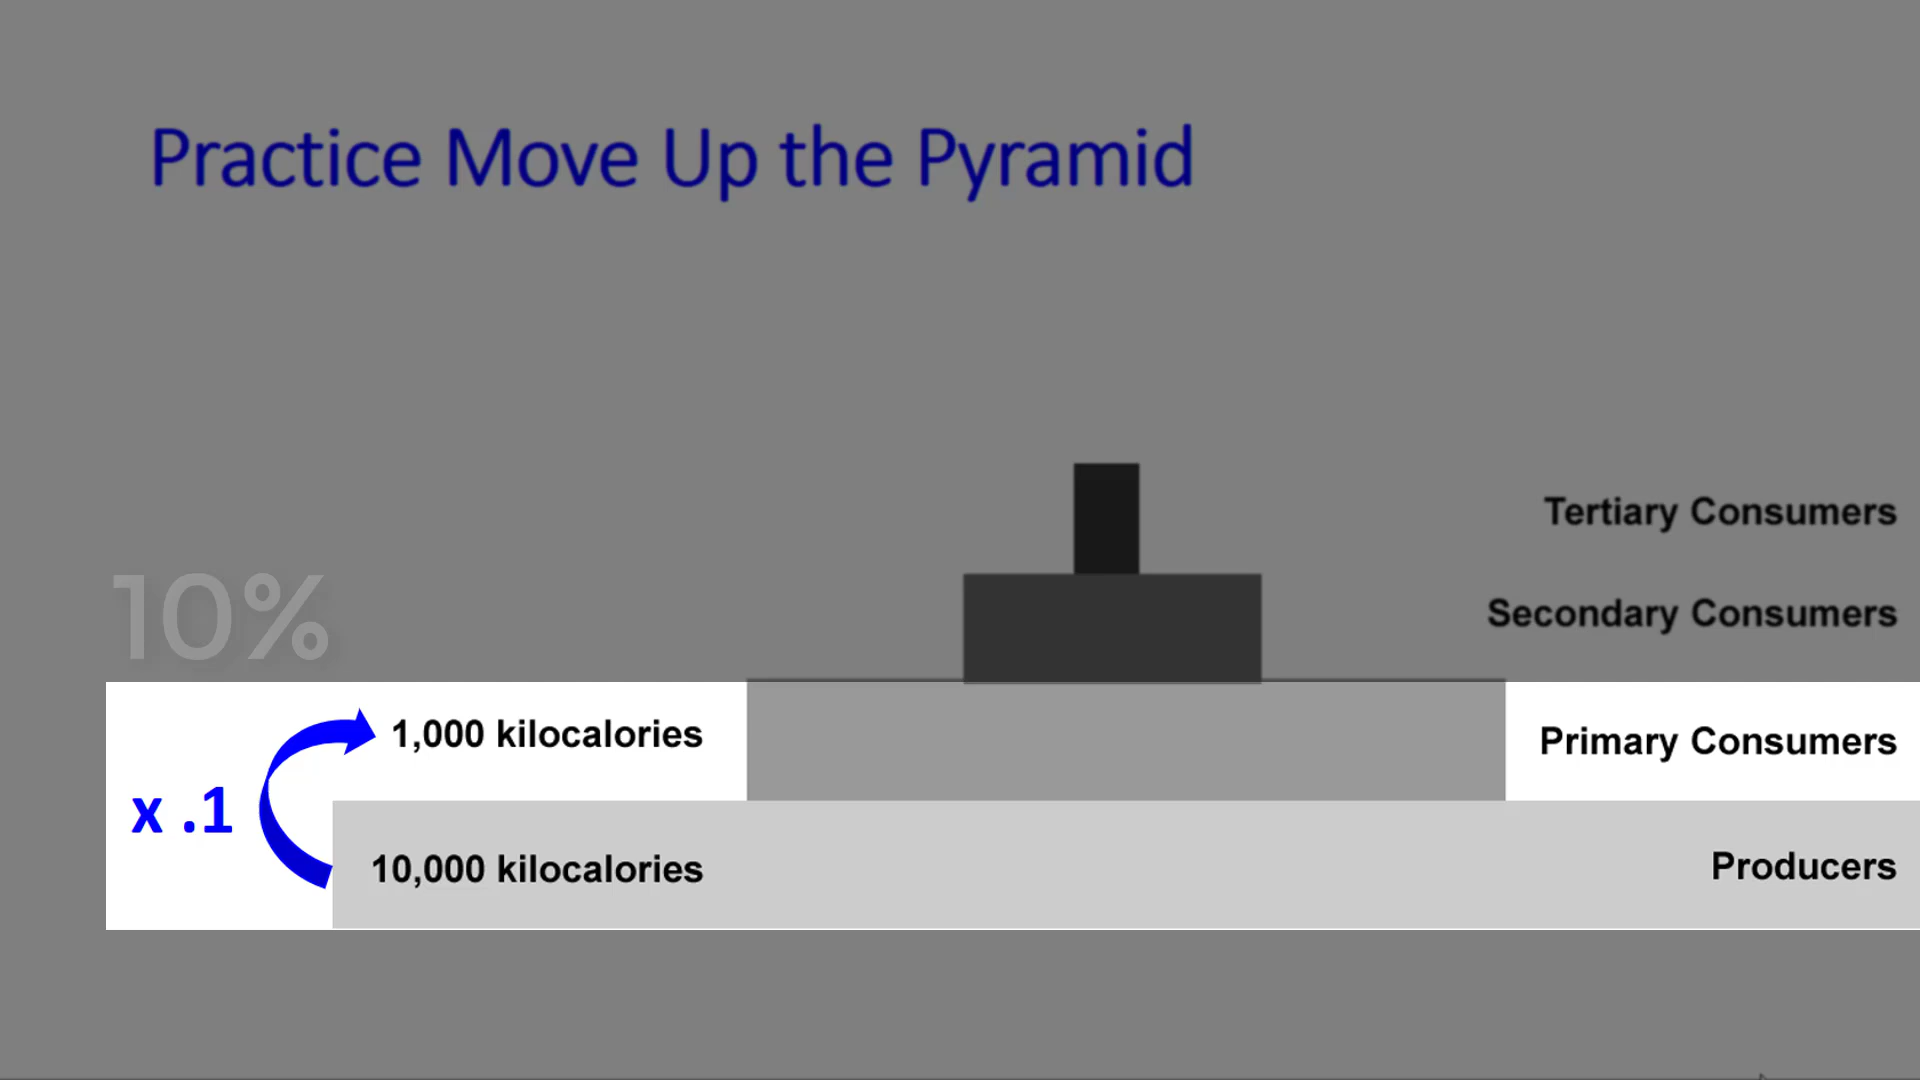 Practice Move Up the Pyramid
Tertiary Consumers
10%
Secondary Consumers
1,000 kilocalories
Primary Consumers
x .1
10,000 kilocalories
Producers